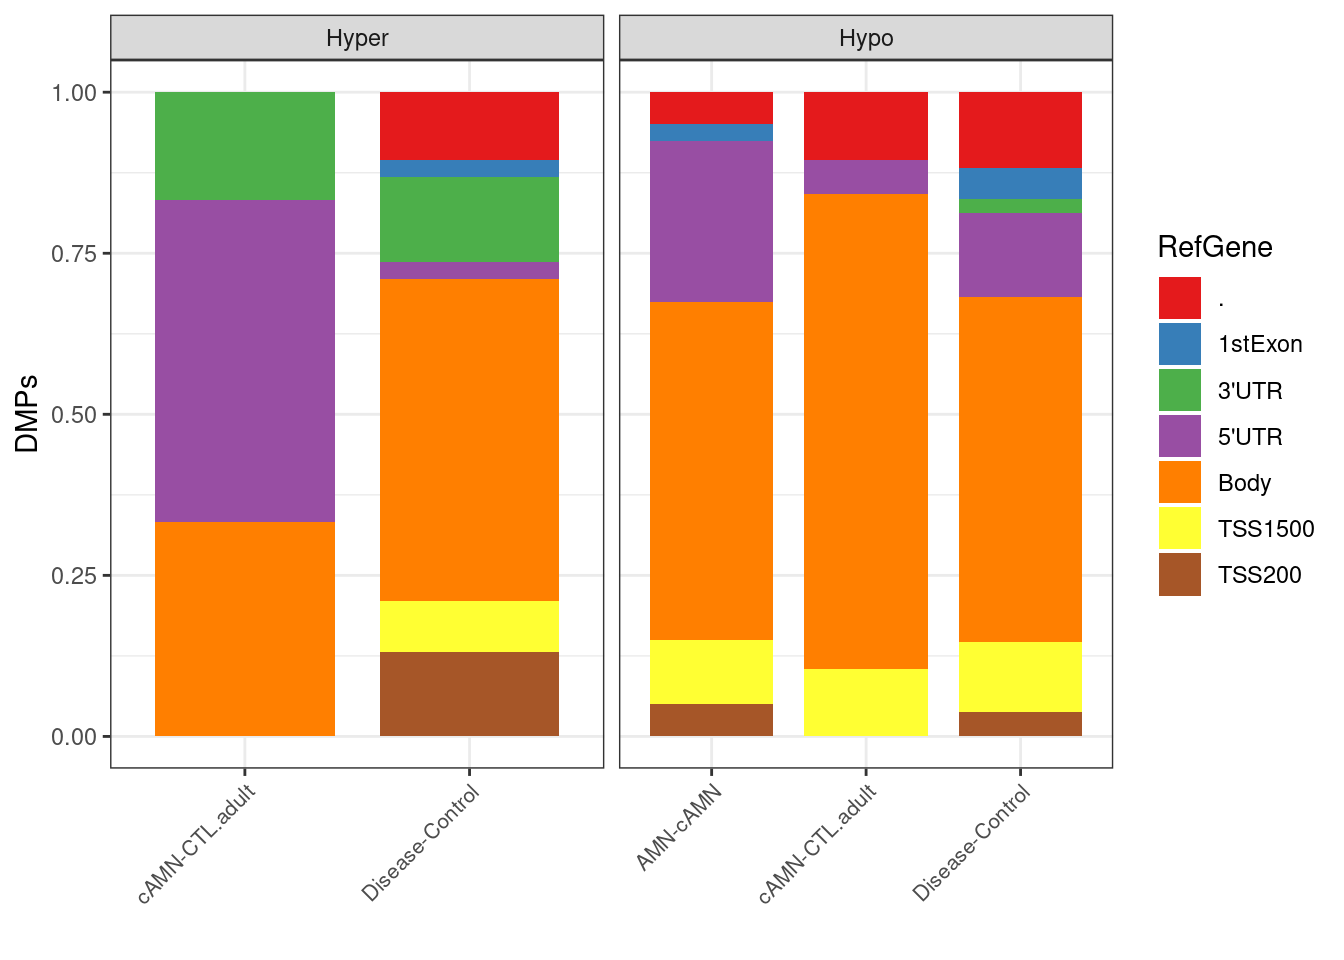 Hyper
Hypo
DMPs
1.00
0.75
0.50
0.25
0.00
cAMN-CTL.adult
Disease-Control
AMN-cAMN
cAMN-CTL.adult
Disease-Control
RefGene
.
1stExon
3'UTR
5'UTR
Body
TSS1500
TSS200